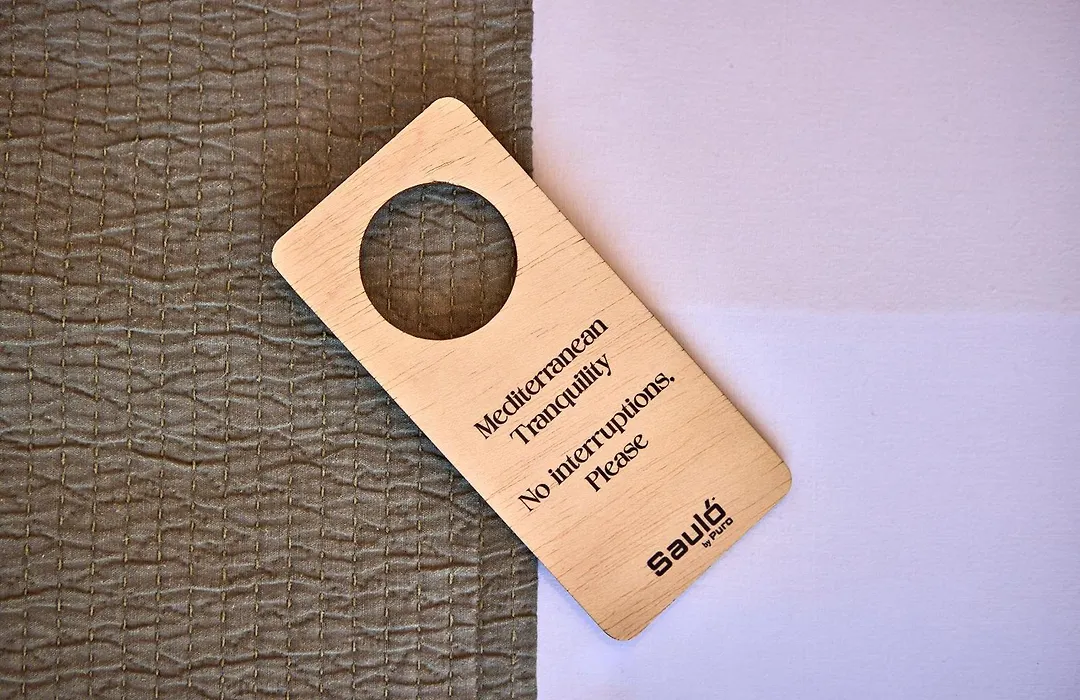 Mediterranean
Tranquility
No interruptions.
Please
sauló
by Puro